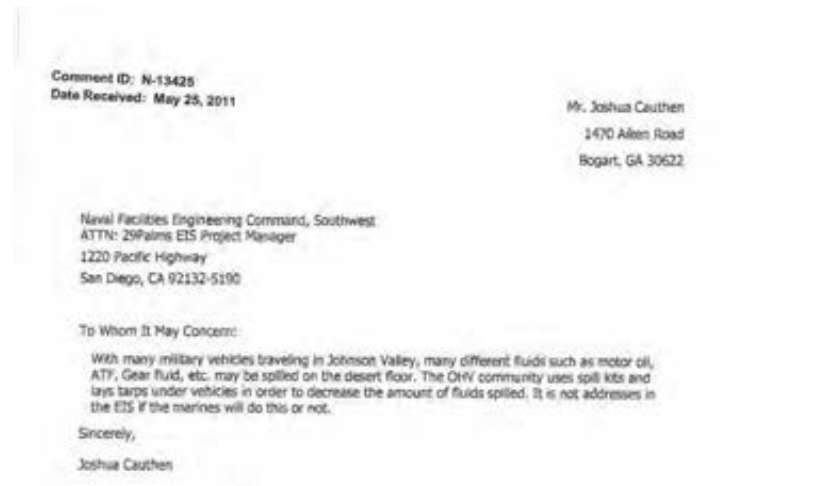 Comment ID: N-13425
Date Received: May 25, 2011
Mr. Joshua Cauthen
1470 Aiken Road
Bogart, GA 30622
Naval Facilities Engineering Command, Southwest
ATTN: 29Palms EIS Project Manager
1220 Pacific Highway
San Diego, CA 92132-5190
To Whom It May Concern:
With many military vehicles traveling in Johnson Valley, many different fluids such as motor oil,
ATF, Gear fluid, etc. may be spilled on the desert floor. The OHV community uses spill kits and
lays tarps under vehicles in order to decrease the amount of fluids spilled. It is not addresses in
the EIS if the marines will do this or not.
Sincerely,
Joshua Cauthen